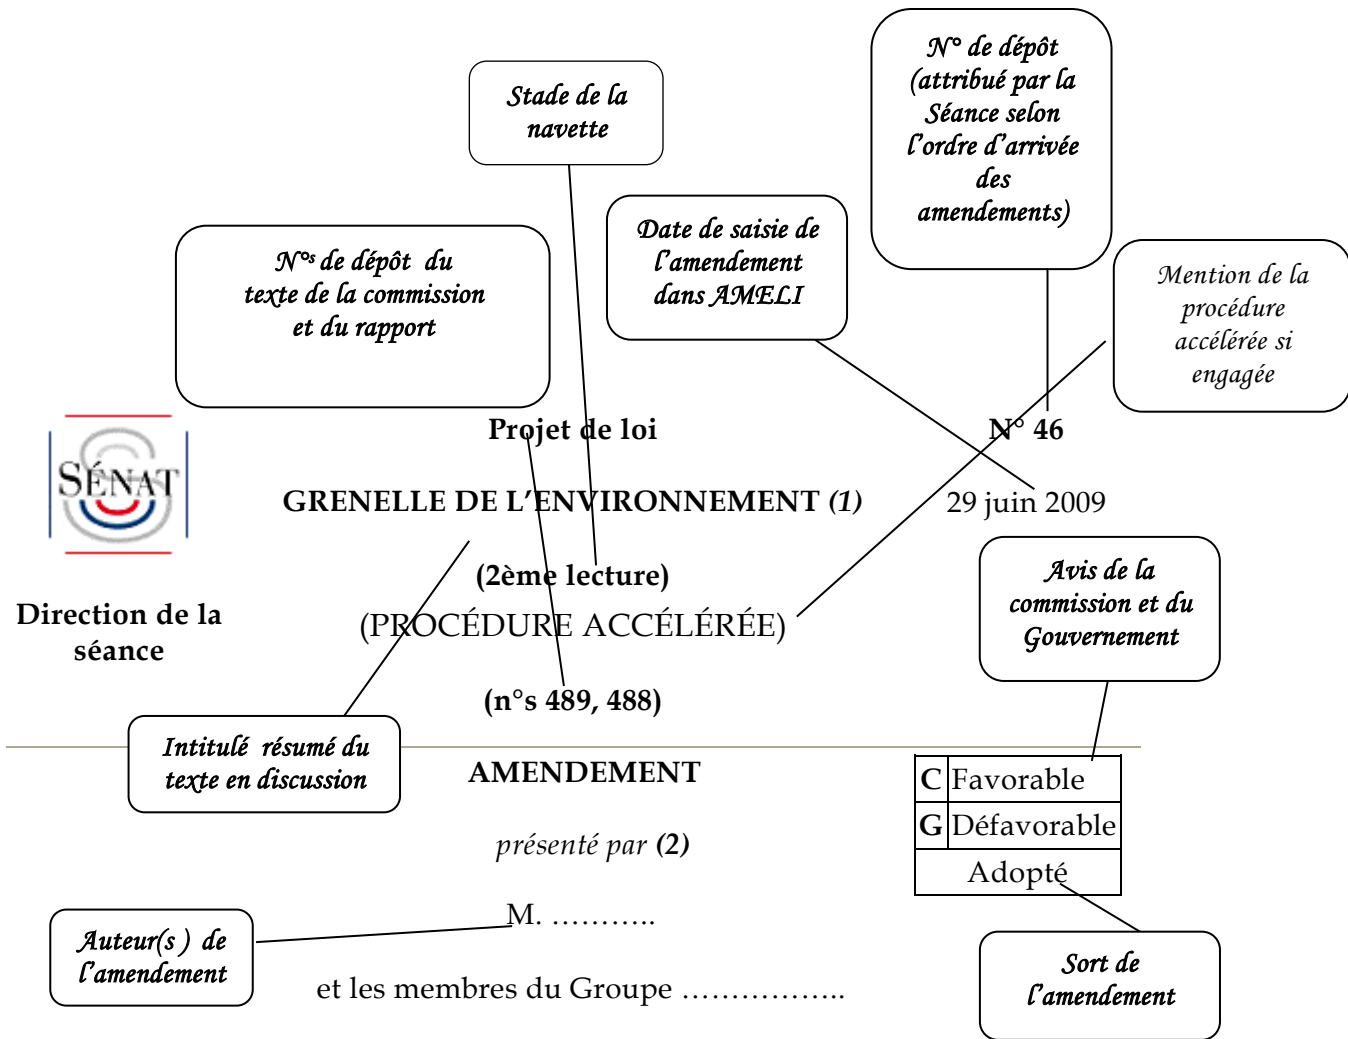 N° de dépôt
(attribué par la
Séance selon
l'ordre d'arrivée
des
amendements)
Stade de la
navette
Date de saisie de
l'amendement
dans AMELI
N°s de dépôt du
texte de la commission
et du rapport
Mention de la
procédure
accélérée si
engagée
SÉNAT
Direction de la
séance
Projet de loi
N° 46
GRENELLE DE L'ENVIRONNEMENT (1)
29 juin 2009
(2ème lecture)
(PROCÉDURE ACCÉLÉRÉE)
(n°s 489, 488)
Avis de la
commission et du
Gouvernement
Intitulé résumé du
texte en discussion
AMENDEMENT
C Favorable
G Défavorable
Adopté
présenté par (2)
M. ………..
Auteur(s ) de
l'amendement
et les membres du Groupe ……………..
Sort de
l'amendement